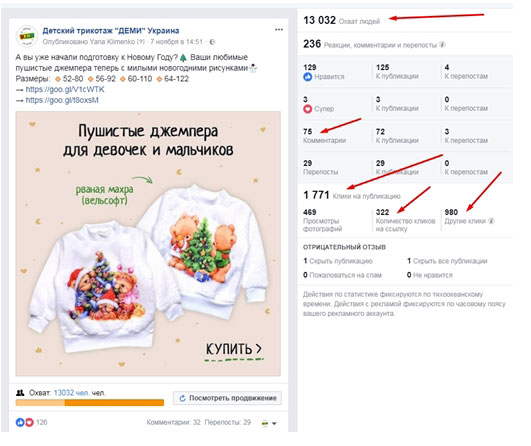 Детский трикотаж "ДЕМИ" Украина
Опубликовано Yana Klimenko [?] · 7 ноября в 14:51 ·
А вы уже начали подготовку к Новому Году?🎄 Ваши любимые
пушистые джемпера теперь с милыми новогодними рисунками⛄
Размеры: 🔸 52-80 🔸 56-92 🔸 60-110 🔸 64-122
→ https://goo.gl/V1cWTK
→ https://goo.gl/t8oxsM
Пушистые джемпера
для девочек и мальчиков
рваная махра
(вельсофт)
КУПИТЬ >
Охват: 13032 чел. чел.
Посмотреть продвижение
126
Комментарии: 32 Перепосты: 29
13 032 Охват людей
236 Реакции, комментарии и перепосты
129 125 4
Нравится К публикации К перепостам
3 3 0
Супер К публикации К перепостам
75 72 3
Комментарии К публикации К перепостам
29 29 0
Перепосты К публикации К перепостам
1 771 Клики на публикацию
469 322 980
Просмотры Количество кликов Другие клики
фотографий на ссылку
ОТРИЦАТЕЛЬНЫЙ ОТЗЫВ
1 Скрыть публикацию 1 Скрыть все публикации
0 Пожаловаться на спам 0 Не нравится
Действия по статистике фиксируются по тихоокеанскому
времени. Действия с рекламой фиксируются по часовому поясу
вашего рекламного аккаунта.